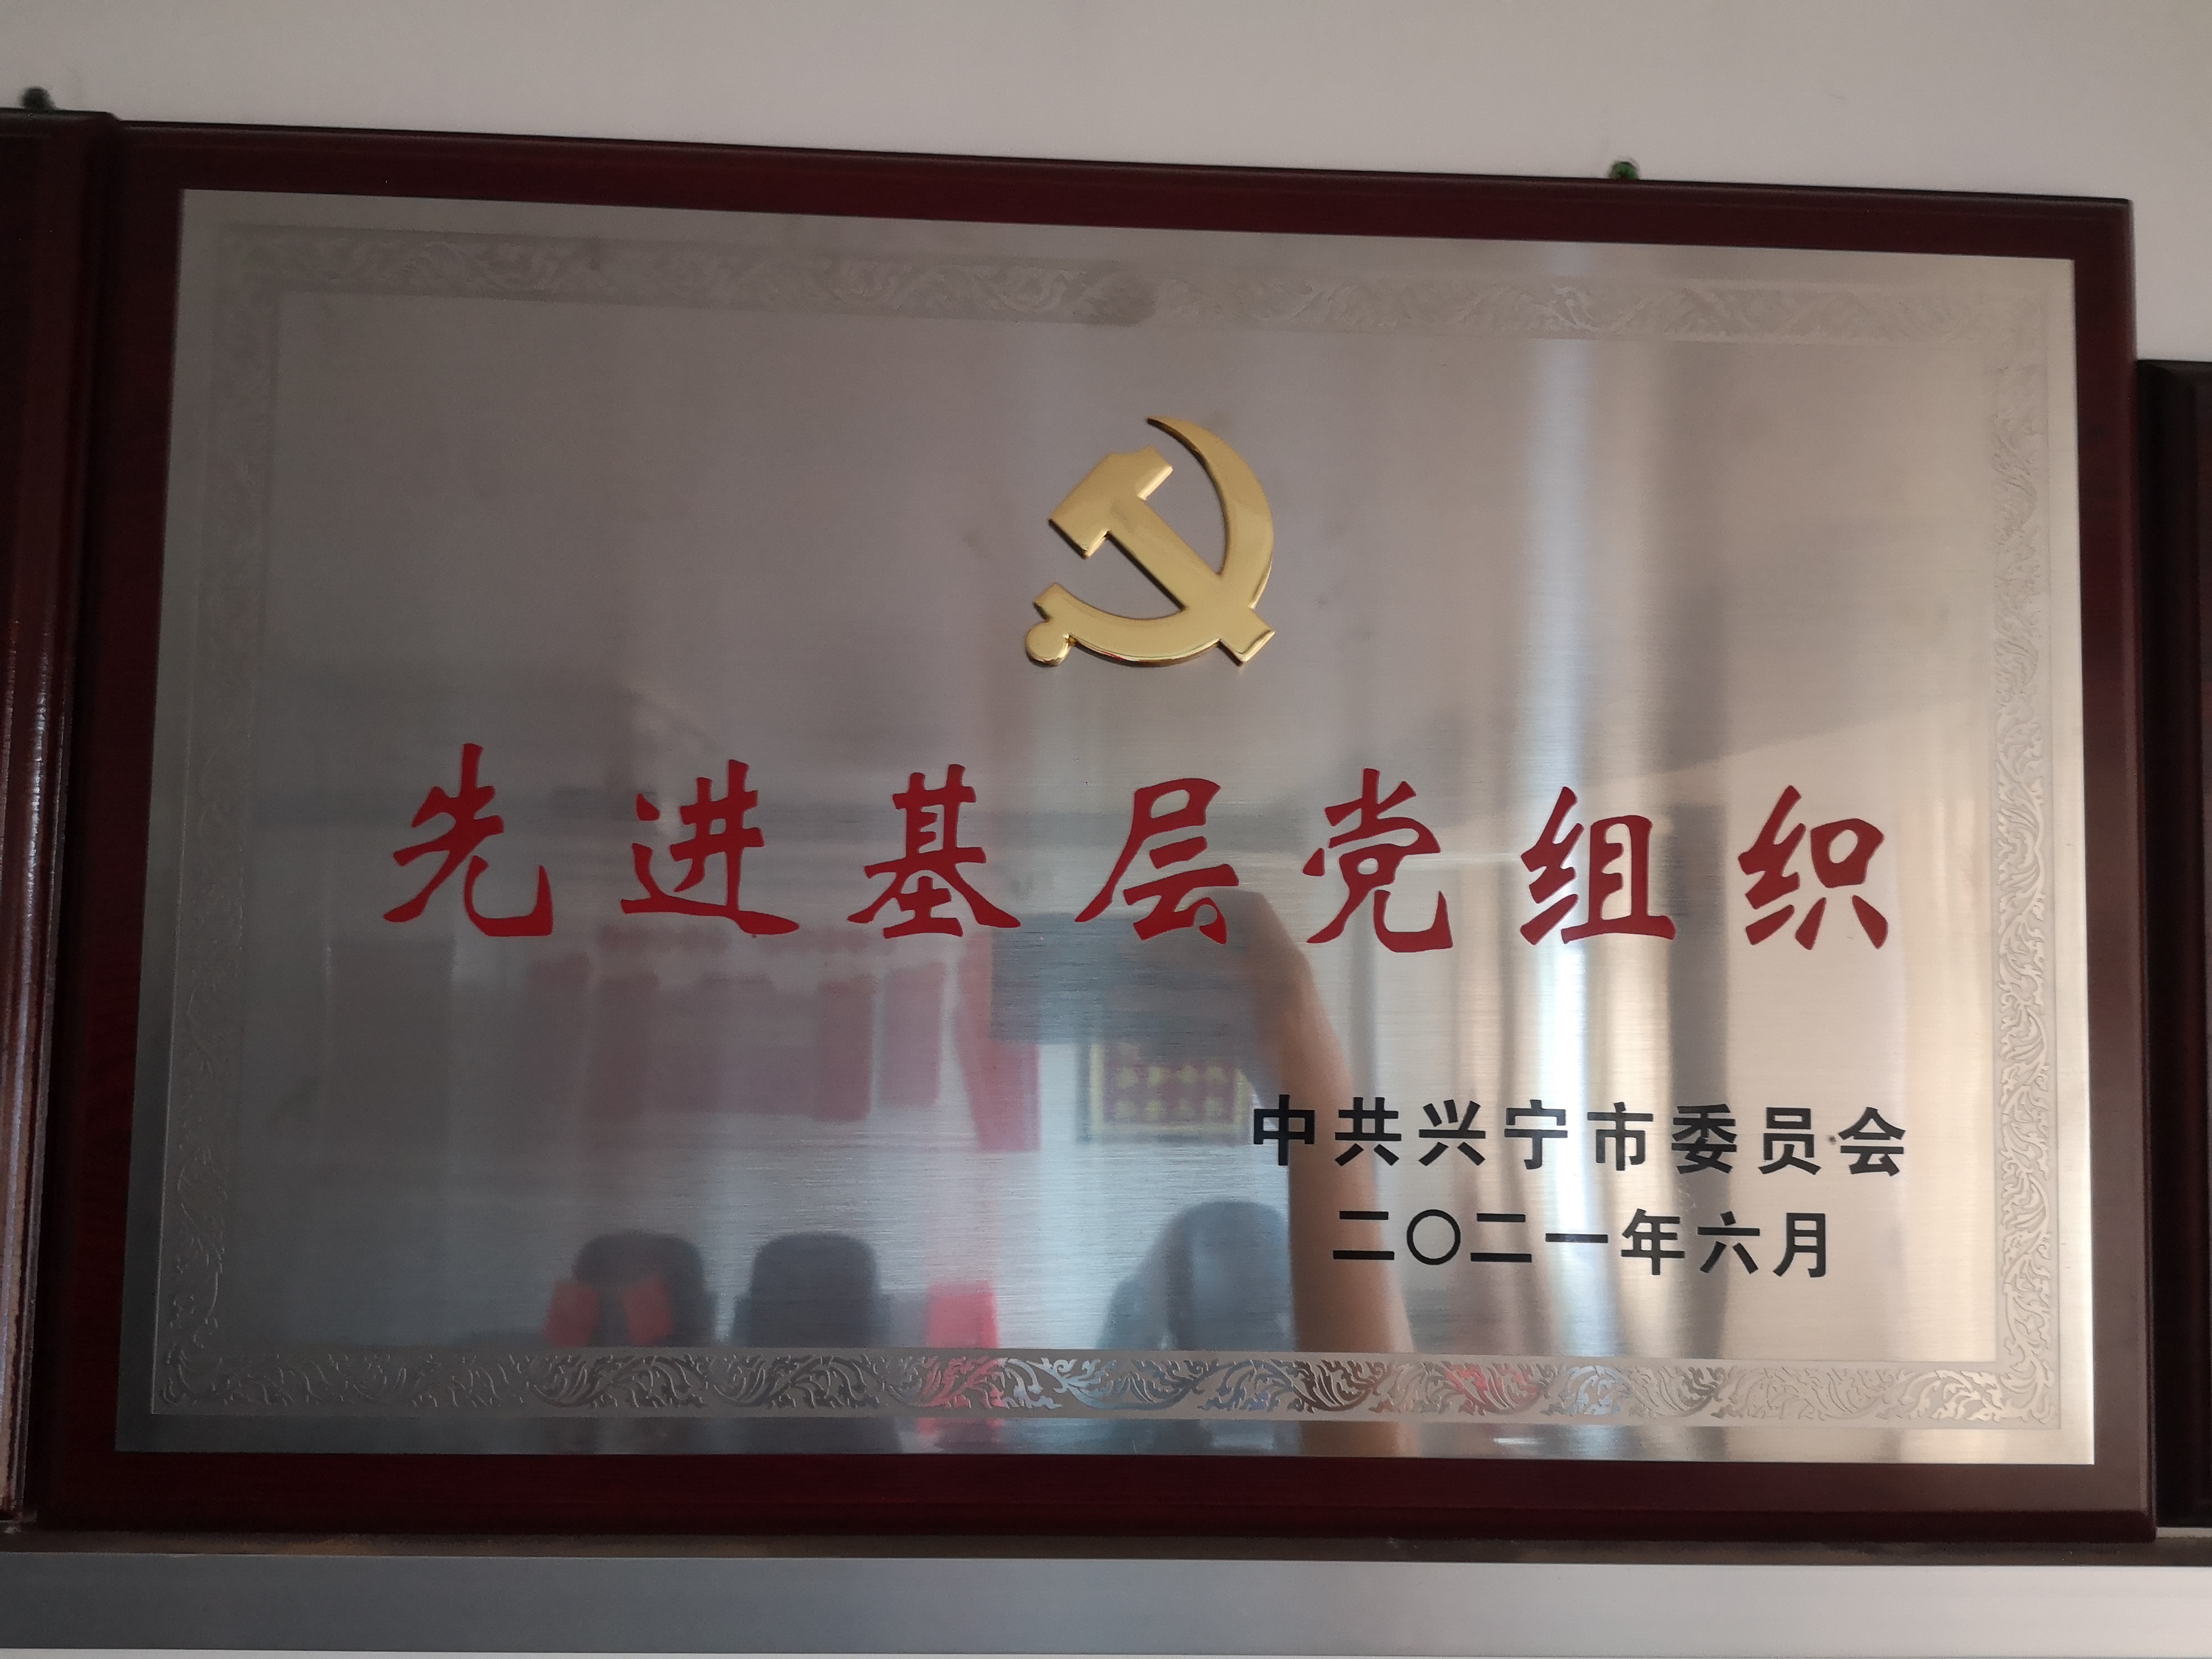 先进基层党组织
中共兴宁市委员会
二〇二一年六月